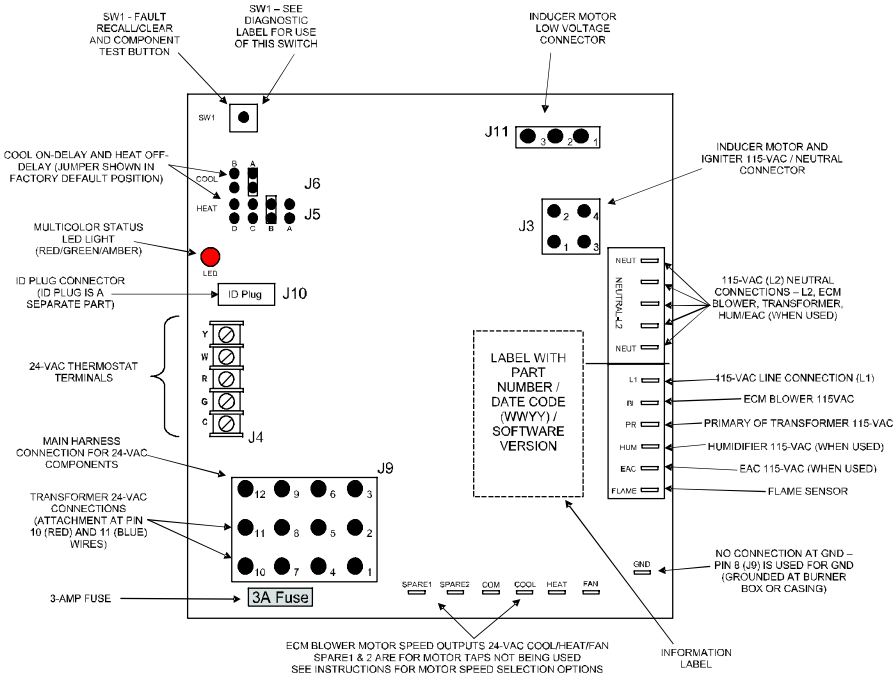 SW1 - FAULT
RECALL/CLEAR
AND COMPONENT
TEST BUTTON
SW1 – SEE
DIAGNOSTIC
LABEL FOR USE
OF THIS SWITCH
INDUCER MOTOR
LOW VOLTAGE
CONNECTOR
SW1
J11
3 2 1
COOL ON-DELAY AND HEAT OFF-
DELAY (JUMPER SHOWN IN
FACTORY DEFAULT POSITION)
B A
COOL
J6
HEAT
J5
D C B A
INDUCER MOTOR AND
IGNITER 115-VAC / NEUTRAL
CONNECTOR
J3
2 4
1 3
MULTICOLOR STATUS
LED LIGHT
(RED/GREEN/AMBER)
LED
ID PLUG CONNECTOR
(ID PLUG IS A
SEPARATE PART)
ID Plug
J10
NEUT
NEUTRAL-L2
NEUT
115-VAC (L2) NEUTRAL
CONNECTIONS – L2, ECM
BLOWER, TRANSFORMER,
HUM/EAC (WHEN USED)
24-VAC THERMOSTAT
TERMINALS
Y
W
R
G
C
J4
LABEL WITH
PART
NUMBER /
DATE CODE
(WWYY) /
SOFTWARE
VERSION
L1
115-VAC LINE CONNECTION (L1)
IN
ECM BLOWER 115VAC
PR
PRIMARY OF TRANSFORMER 115-VAC
HUM
HUMIDIFIER 115-VAC (WHEN USED)
EAC
EAC 115-VAC (WHEN USED)
FLAME
FLAME SENSOR
MAIN HARNESS
CONNECTION FOR 24-VAC
COMPONENTS
J9
12 9 6 3
11 8 5 2
10 7 4 1
TRANSFORMER 24-VAC
CONNECTIONS
(ATTACHMENT AT PIN
10 (RED) AND 11 (BLUE)
WIRES)
3-AMP FUSE
3A Fuse
SPARE1 SPARE2 COM COOL HEAT FAN
GND
NO CONNECTION AT GND –
PIN 8 (J9) IS USED FOR GND
(GROUNDED AT BURNER
BOX OR CASING)
ECM BLOWER MOTOR SPEED OUTPUTS 24-VAC COOL/HEAT/FAN
SPARE1 & 2 ARE FOR MOTOR TAPS NOT BEING USED
SEE INSTRUCTIONS FOR MOTOR SPEED SELECTION OPTIONS
INFORMATION
LABEL